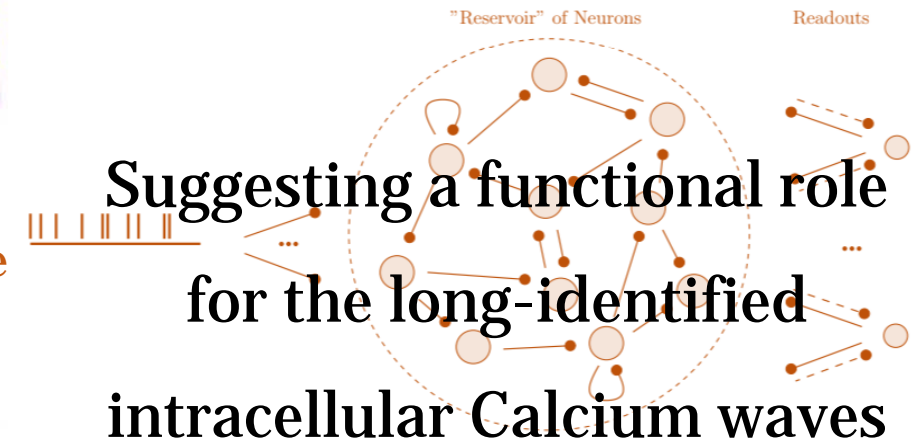 "Reservoir" of Neurons
Readouts
Suggesting a functional role
for the long-identified
intracellular Calcium waves